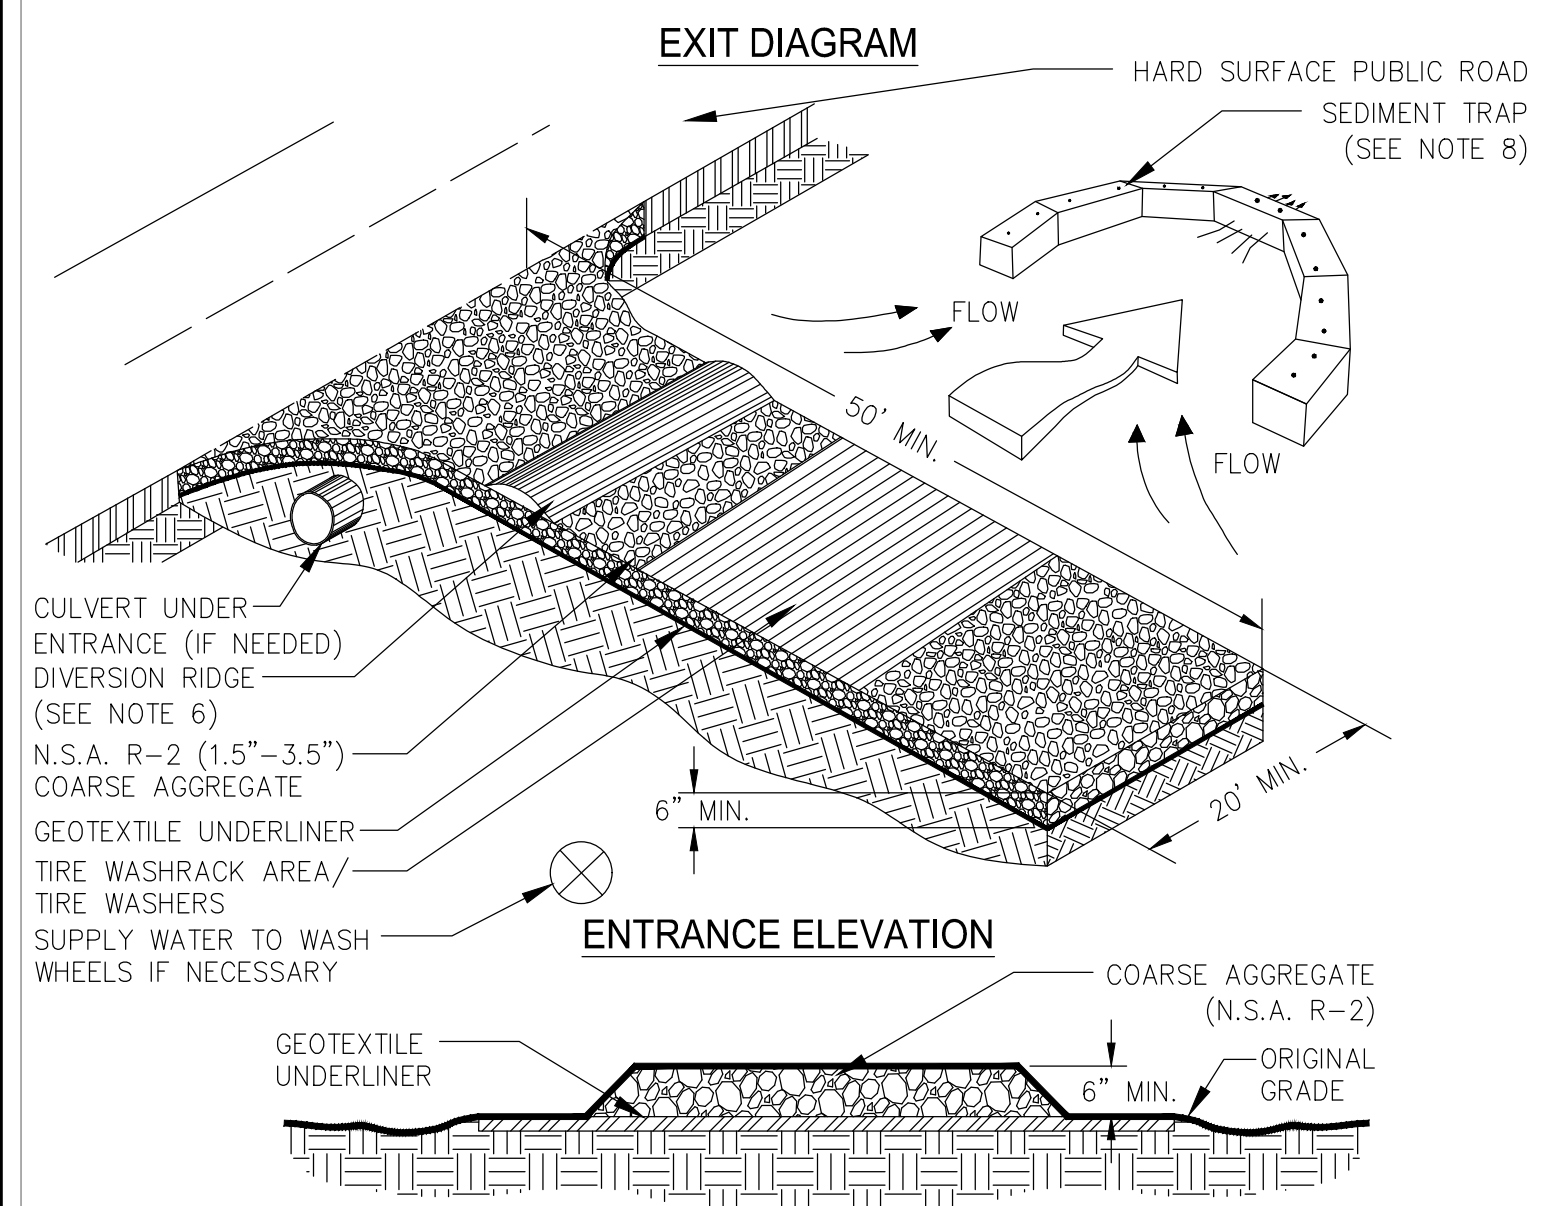 EXIT DIAGRAM
HARD SURFACE PUBLIC ROAD
SEDIMENT TRAP
(SEE NOTE 8)
FLOW
50' MIN.
FLOW
CULVERT UNDER
ENTRANCE (IF NEEDED)
DIVERSION RIDGE
(SEE NOTE 6)
N.S.A. R-2 (1.5"-3.5")
COARSE AGGREGATE
GEOTEXTILE UNDERLINER
TIRE WASHRACK AREA/
TIRE WASHERS
SUPPLY WATER TO WASH
WHEELS IF NECESSARY
6" MIN.
20' MIN.
ENTRANCE ELEVATION
COARSE AGGREGATE
(N.S.A. R-2)
GEOTEXTILE
UNDERLINER
6" MIN.
ORIGINAL
GRADE